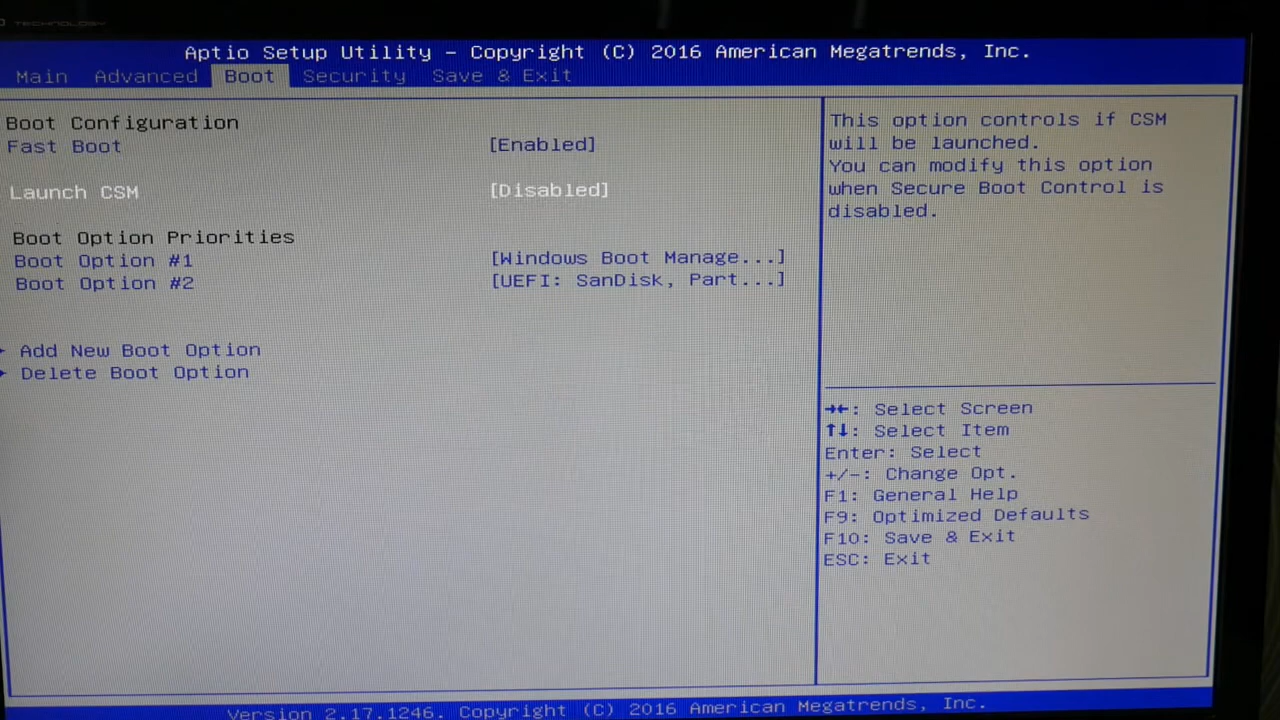 TECHNOLOGY
Aptio Setup Utility – Copyright (C) 2016 American Megatrends, Inc.
Main Advanced Boot Security Save & Exit
Boot Configuration
Fast Boot [Enabled]
Launch CSM [Disabled]
Boot Option Priorities
Boot Option #1 [Windows Boot Manage...]
Boot Option #2 [UEFI: SanDisk, Part...]
Add New Boot Option
Delete Boot Option
This option controls if CSM
will be launched.
You can modify this option
when Secure Boot Control is
disabled.
→←: Select Screen
↑↓: Select Item
Enter: Select
+/-: Change Opt.
F1: General Help
F9: Optimized Defaults
F10: Save & Exit
ESC: Exit
Version 2.17.1246. Copyright (C) 2016 American Megatrends, Inc.